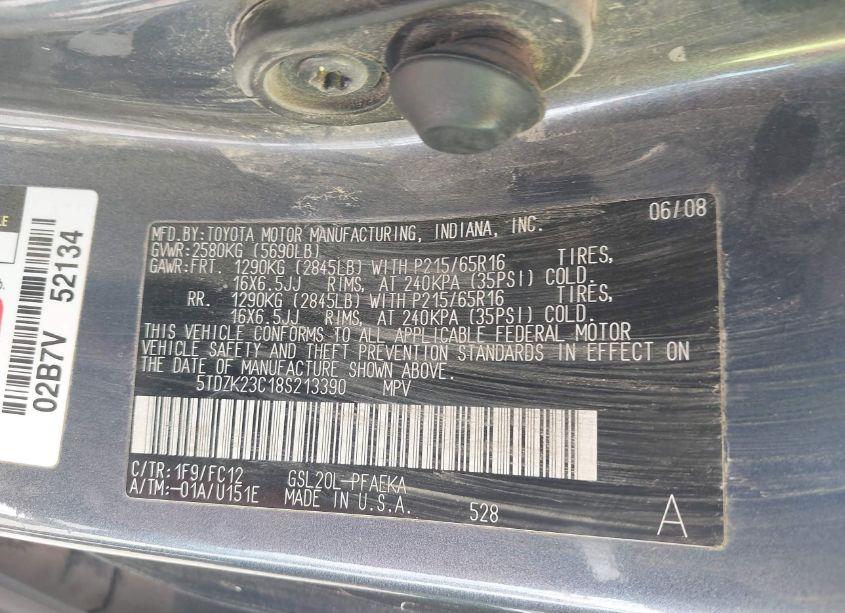 LE
52134
02B7V
MFD.BY:TOYOTA MOTOR MANUFACTURING, INDIANA, INC. 06/08
GVWR:2580KG (5690LB)
GAWR:FRT. 1290KG (2845LB) WITH P215/65R16 TIRES,
16X6.5JJ RIMS, AT 240KPA (35PSI) COLD.
RR. 1290KG (2845LB) WITH P215/65R16 TIRES,
16X6.5JJ RIMS, AT 240KPA (35PSI) COLD.
THIS VEHICLE CONFORMS TO ALL APPLICABLE FEDERAL MOTOR
VEHICLE SAFETY AND THEFT PREVENTION STANDARDS IN EFFECT ON
THE DATE OF MANUFACTURE SHOWN ABOVE.
5TDZK23C18S213390 MPV
C/TR:1F9/FC12 GSL20L-PFAEKA
A/TM:-01A/U151E MADE IN U.S.A. 528 A